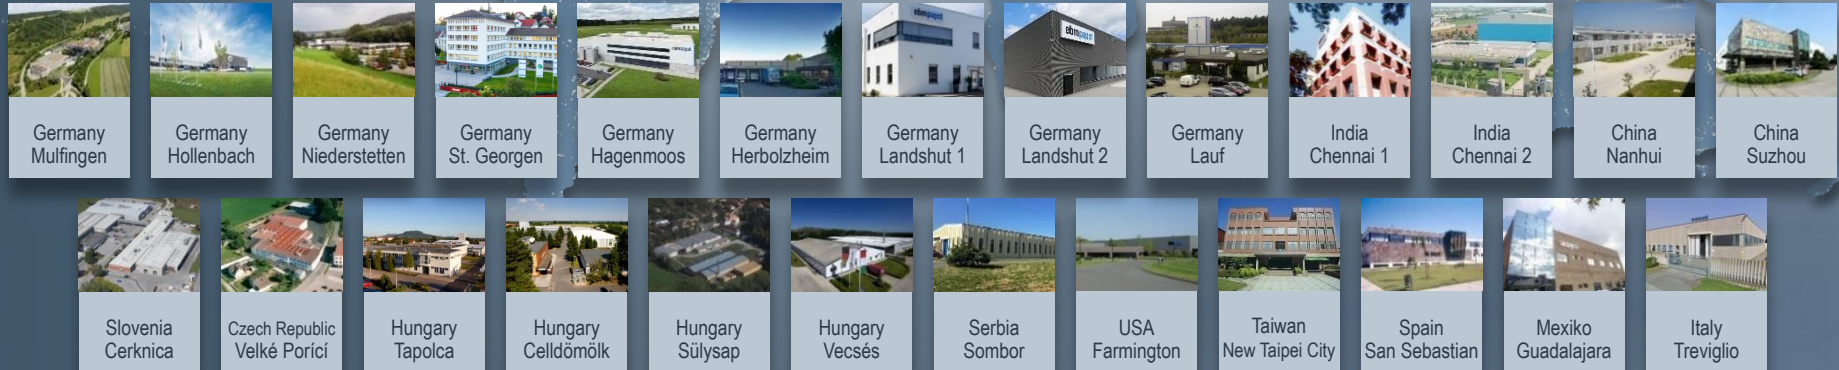 ebmpapst
ebmpapst
Germany
Mulfingen
Germany
Hollenbach
Germany
Niederstetten
Germany
St. Georgen
Germany
Hagenmoos
Germany
Herbolzheim
Germany
Landshut 1
Germany
Landshut 2
Germany
Lauf
India
Chennai 1
India
Chennai 2
China
Nanhui
China
Suzhou
Slovenia
Cerknica
Czech Republic
Velké Porící
Hungary
Tapolca
Hungary
Celldömölk
Hungary
Sülysap
Hungary
Vecsés
Serbia
Sombor
USA
Farmington
Taiwan
New Taipei City
Spain
San Sebastian
Mexiko
Guadalajara
Italy
Treviglio